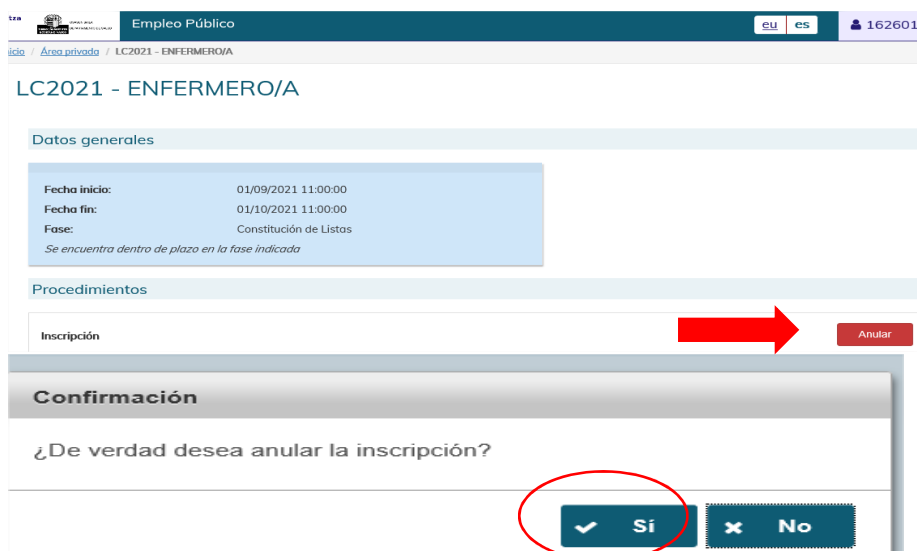 tza
Empleo Público
eu es
162601
icio / Área privada / LC2021 - ENFERMERO/A
LC2021 - ENFERMERO/A
Datos generales
Fecha inicio: 01/09/2021 11:00:00
Fecha fin: 01/10/2021 11:00:00
Fase: Constitución de Listas
Se encuentra dentro de plazo en la fase indicada
Procedimientos
Inscripción
Anular
Confirmación
¿De verdad desea anular la inscripción?
Sí
No